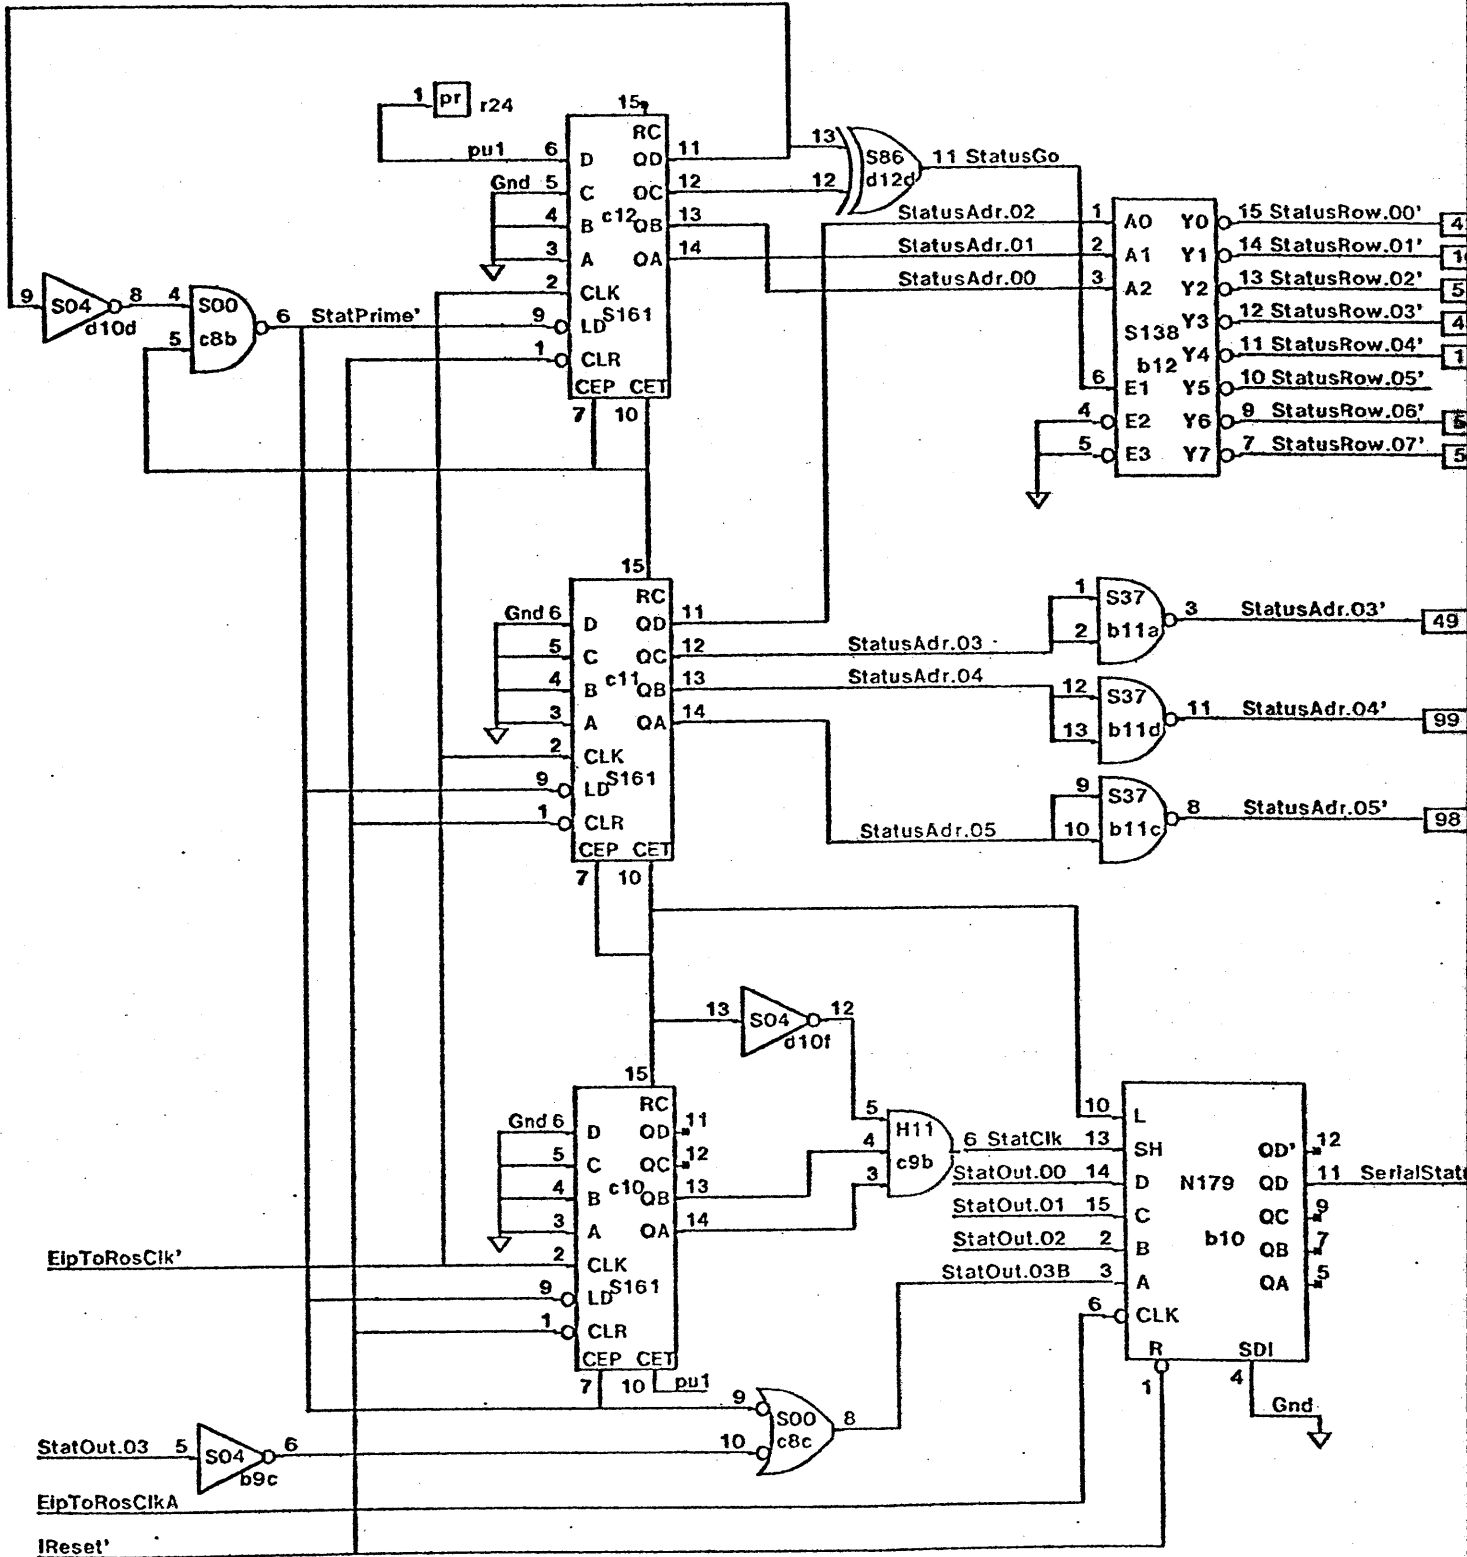 1 pr r24
15
RC
pu1 6 D QD 11
Gnd 5 C QC 12
4 B c12 QB 13
3 A QA 14
2 CLK
S161
9 LD
1 CLR
CEP CET
7 10
13
12
S86
d12d
11 StatusGo
StatusAdr.02 1 A0 Y0 15 StatusRow.00'
StatusAdr.01 2 A1 Y1 14 StatusRow.01'
StatusAdr.00 3 A2 Y2 13 StatusRow.02'
Y3 12 StatusRow.03'
S138
b12
Y4 11 StatusRow.04'
6 E1 Y5 10 StatusRow.05'
4 E2 Y6 9 StatusRow.06'
5 E3 Y7 7 StatusRow.07'
4
1
5
4
1
5
9 S04 8
d10d
4 S00
5 c8b
6 StatPrime'
15
RC
Gnd 6 D QD 11
5 C QC 12
4 B c11 QB 13
3 A QA 14
2 CLK
S161
9 LD
1 CLR
CEP CET
7 10
StatusAdr.03
StatusAdr.04
StatusAdr.05
1 S37
2 b11a
3 StatusAdr.03' 49
12 S37
13 b11d
11 StatusAdr.04' 99
9 S37
10 b11c
8 StatusAdr.05' 98
13 S04 12
d10f
15
RC
Gnd 6 D QD 11
5 C QC 12
4 B c10 QB 13
3 A QA 14
EipToRosClk' 2 CLK
S161
9 LD
1 CLR
CEP CET
7 10 pu1
5 H11
4 c9b
3
6 StatClk
10 L
13 SH QD' 12
StatOut.00 14 D N179 QD 11 SerialStat
StatOut.01 15 C QC 9
StatOut.02 2 B b10 QB 7
StatOut.03B 3 A QA 5
6 CLK
R SDI
1 4
Gnd
9 S00
10 c8c
8
StatOut.03 5 S04 6
b9c
EipToRosClkA
IReset'